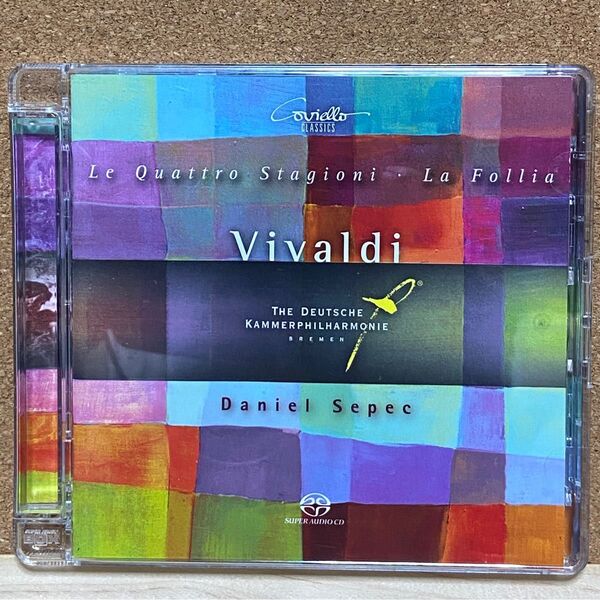 Coviello
CLASSICS
Le Quattro Stagioni · La Follia
Vivaldi
THE DEUTSCHE
KAMMERPHILHARMONIE
BREMEN
®
Daniel Sepec
SUPER AUDIO CD